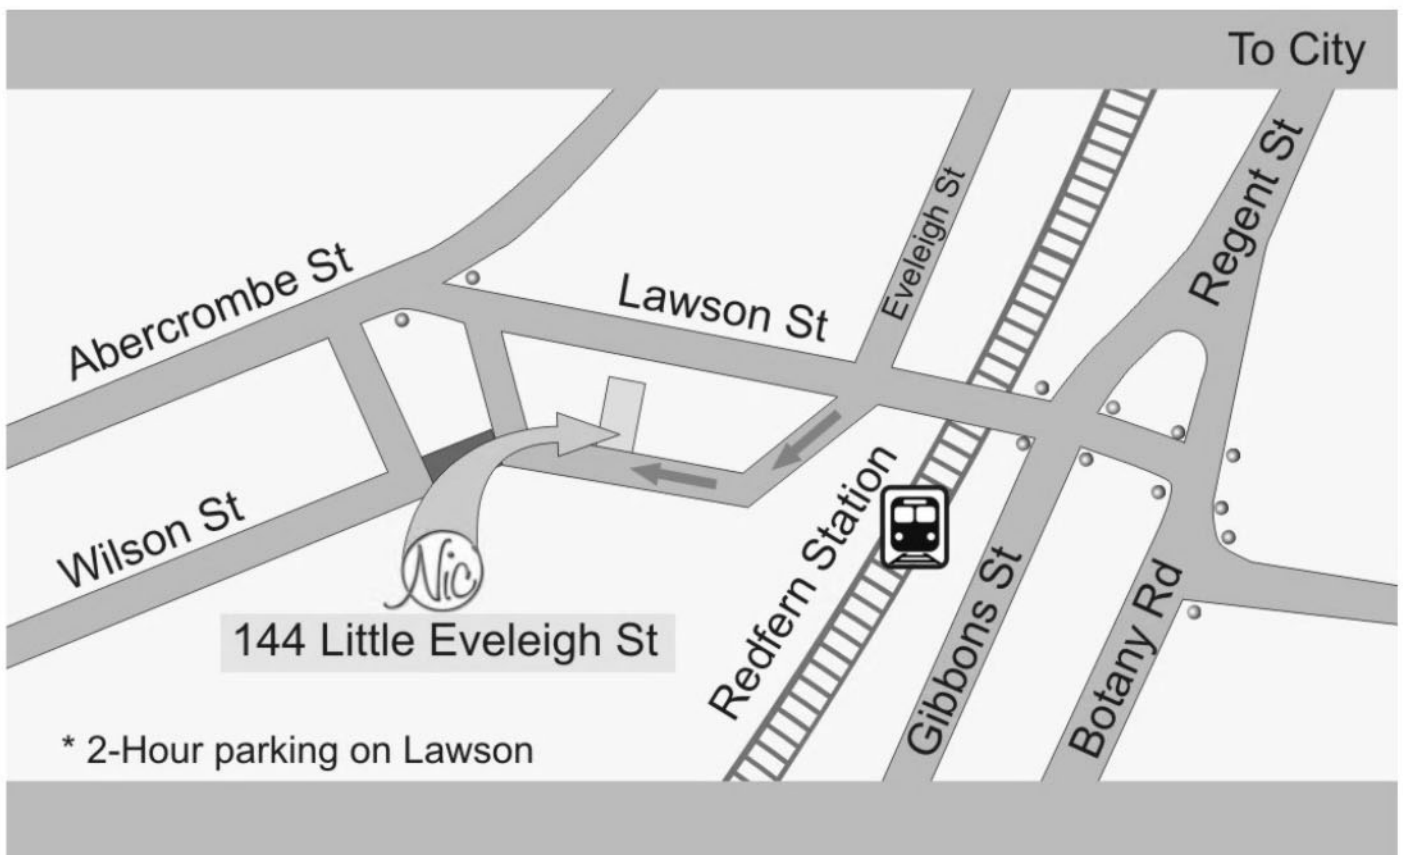 To City
Regent St
Eveleigh St
Abercrombe St
Lawson St
Wilson St
Redfern Station
Gibbons St
Botany Rd
Nic
144 Little Eveleigh St
* 2-Hour parking on Lawson